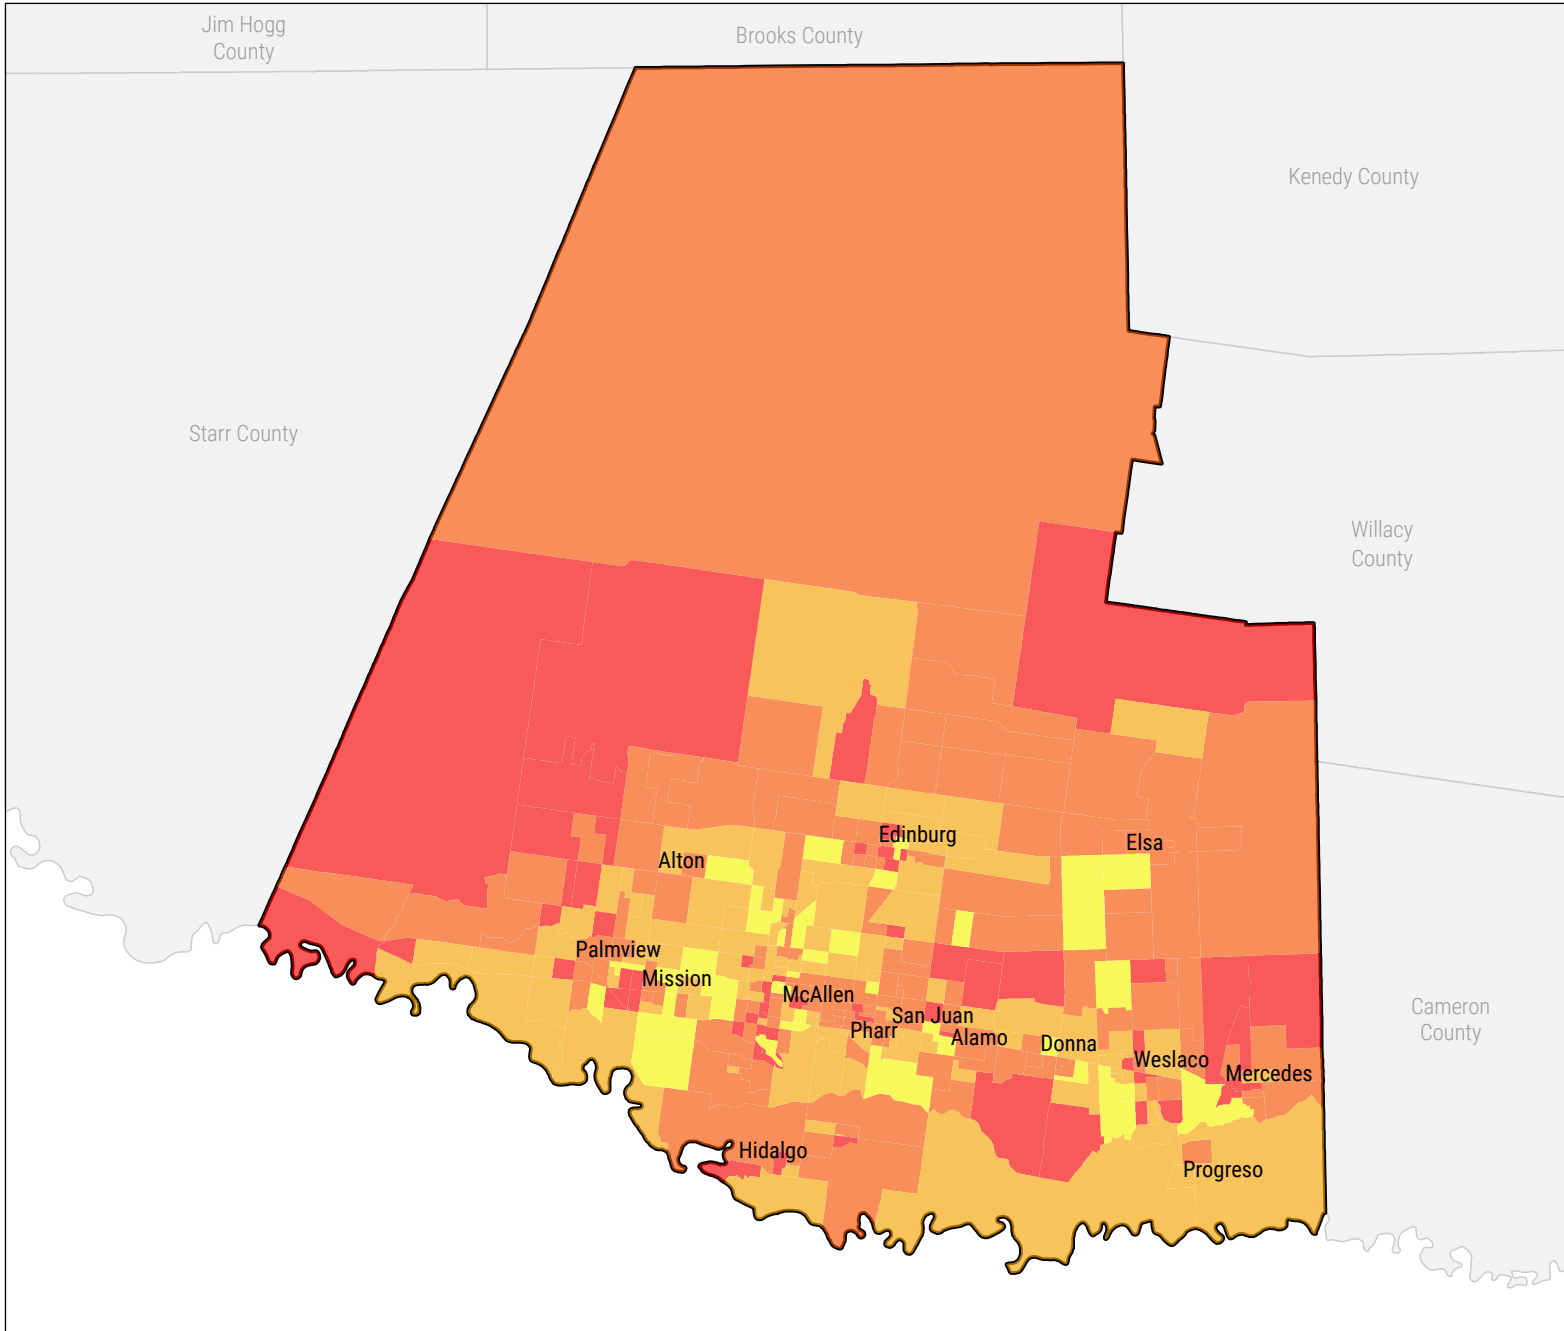 Jim Hogg
County
Brooks County
Kenedy County
Starr County
Willacy
County
Edinburg
Elsa
Alton
Palmview
Mission
McAllen
San Juan
Pharr
Alamo
Donna
Weslaco
Mercedes
Cameron
County
Hidalgo
Progreso